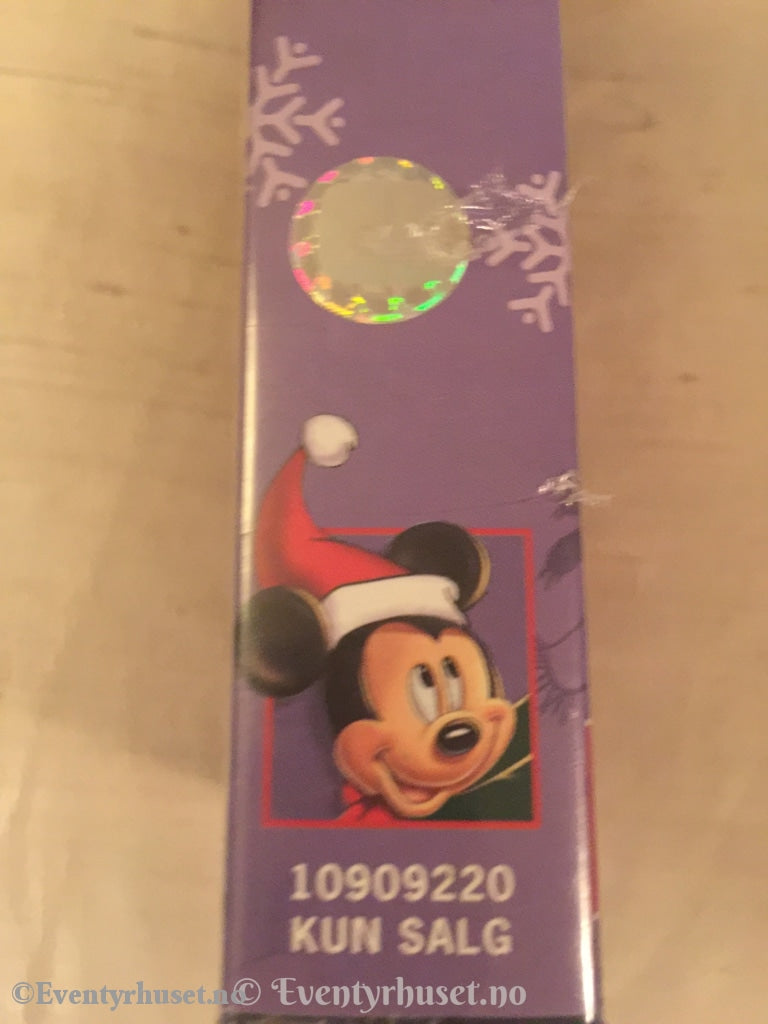 10909220
KUN SALG
©Eventyrhuset.no
© Eventyrhuset.no